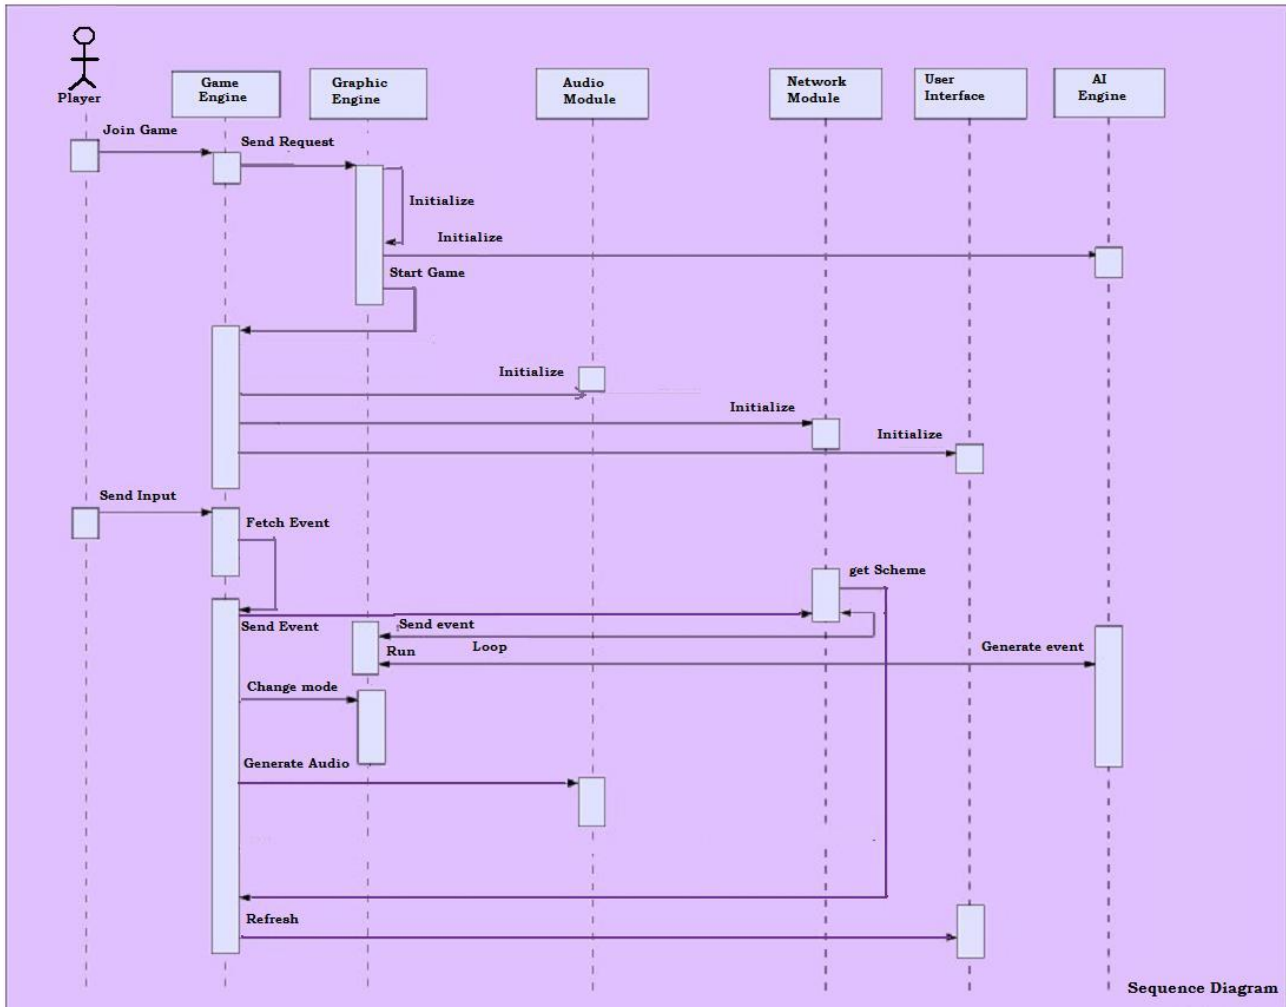 Player
Game
Engine
Graphic
Engine
Audio
Module
Network
Module
User
Interface
AI
Engine
Join Game
Send Request
Initialize
Initialize
Start Game
Initialize
Initialize
Initialize
Send Input
Fetch Event
get Scheme
Send Event
Send event
Run
Loop
Generate event
Change mode
Generate Audio
Refresh
Sequence Diagram